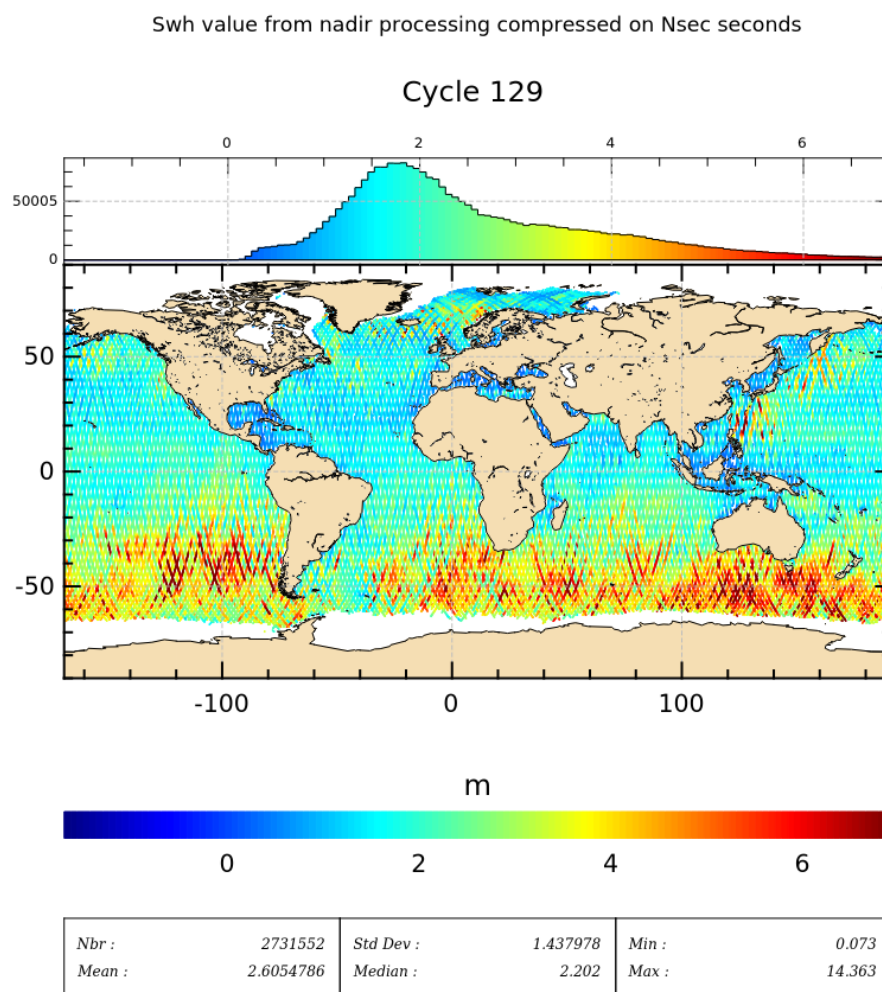 Swh value from nadir processing compressed on Nsec seconds
Cycle 129
0 2 4 6
50005
0
50
0
-50
-100 0 100
m
0 2 4 6
Nbr : 2731552 Std Dev : 1.437978 Min : 0.073
Mean : 2.6054786 Median : 2.202 Max : 14.363